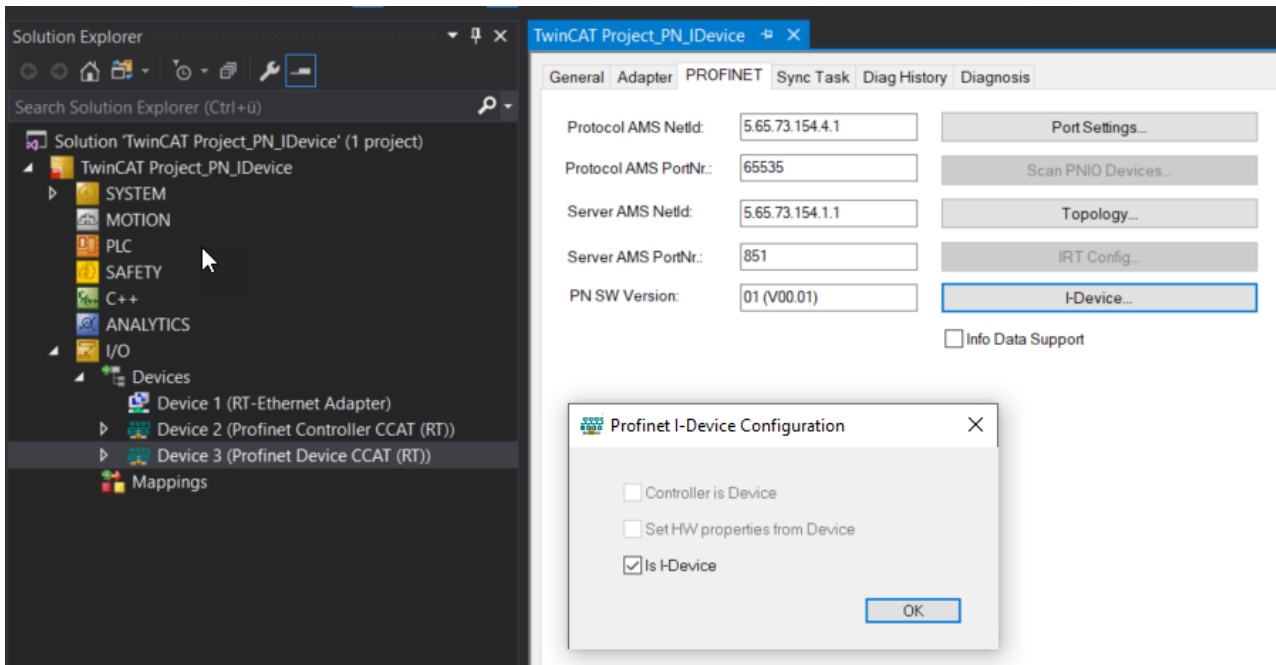 Solution Explorer
Search Solution Explorer (Ctrl+ü)
Solution 'TwinCAT Project_PN_IDevice' (1 project)
TwinCAT Project_PN_IDevice
SYSTEM
MOTION
PLC
SAFETY
C++
ANALYTICS
I/O
Devices
Device 1 (RT-Ethernet Adapter)
Device 2 (Profinet Controller CCAT (RT))
Device 3 (Profinet Device CCAT (RT))
Mappings
TwinCAT Project_PN_IDevice
General Adapter PROFINET Sync Task Diag History Diagnosis
Protocol AMS NetId: 5.65.73.154.4.1 Port Settings...
Protocol AMS PortNr.: 65535 Scan PNIO Devices...
Server AMS NetId: 5.65.73.154.1.1 Topology...
Server AMS PortNr.: 851 IRT Config...
PN SW Version: 01 (V00.01) I-Device...
Info Data Support
Profinet I-Device Configuration
Controller is Device
Set HW properties from Device
Is I-Device
OK